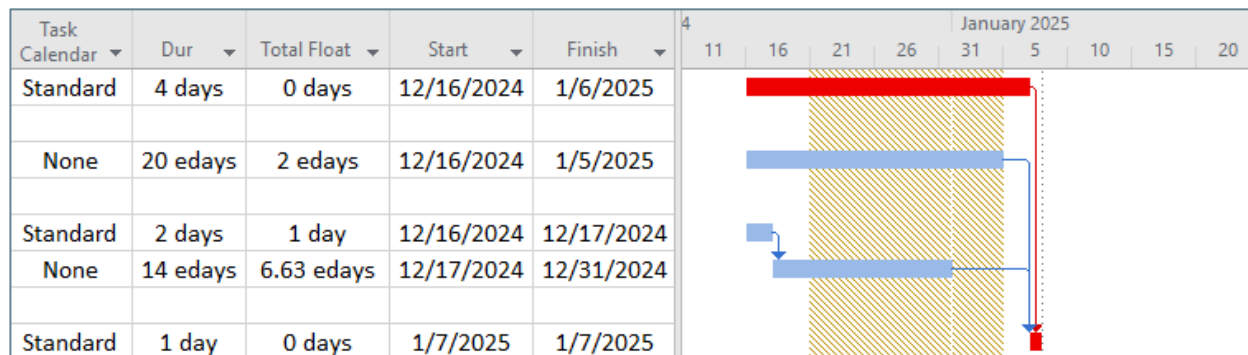 Task Calendar Dur Total Float Start Finish
4 January 2025
11 16 21 26 31 5 10 15 20
Standard 4 days 0 days 12/16/2024 1/6/2025
None 20 edays 2 edays 12/16/2024 1/5/2025
Standard 2 days 1 day 12/16/2024 12/17/2024
None 14 edays 6.63 edays 12/17/2024 12/31/2024
Standard 1 day 0 days 1/7/2025 1/7/2025